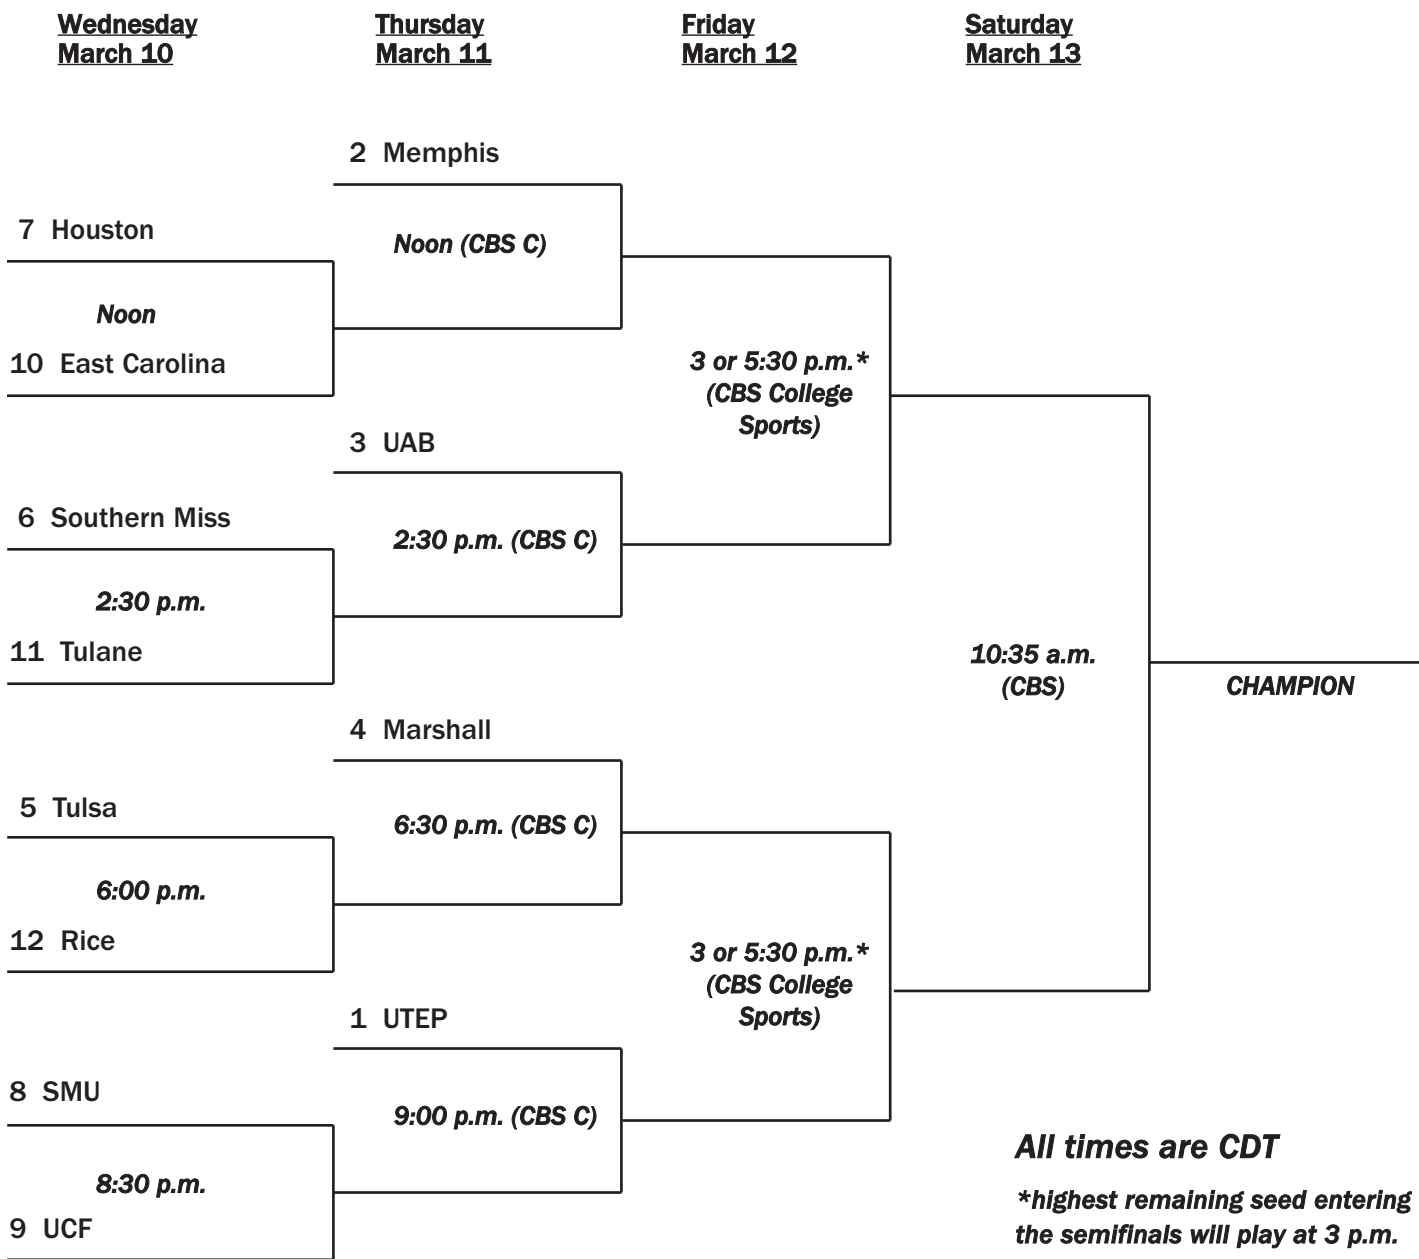 Wednesday
March 10
Thursday
March 11
Friday
March 12
Saturday
March 13
2 Memphis
7 Houston
Noon (CBS C)
Noon
10 East Carolina
3 or 5:30 p.m.*
(CBS College
Sports)
3 UAB
6 Southern Miss
2:30 p.m. (CBS C)
2:30 p.m.
11 Tulane
10:35 a.m.
(CBS)
CHAMPION
4 Marshall
5 Tulsa
6:30 p.m. (CBS C)
6:00 p.m.
12 Rice
3 or 5:30 p.m.*
(CBS College
Sports)
1 UTEP
8 SMU
9:00 p.m. (CBS C)
8:30 p.m.
9 UCF
All times are CDT
*highest remaining seed entering
the semifinals will play at 3 p.m.